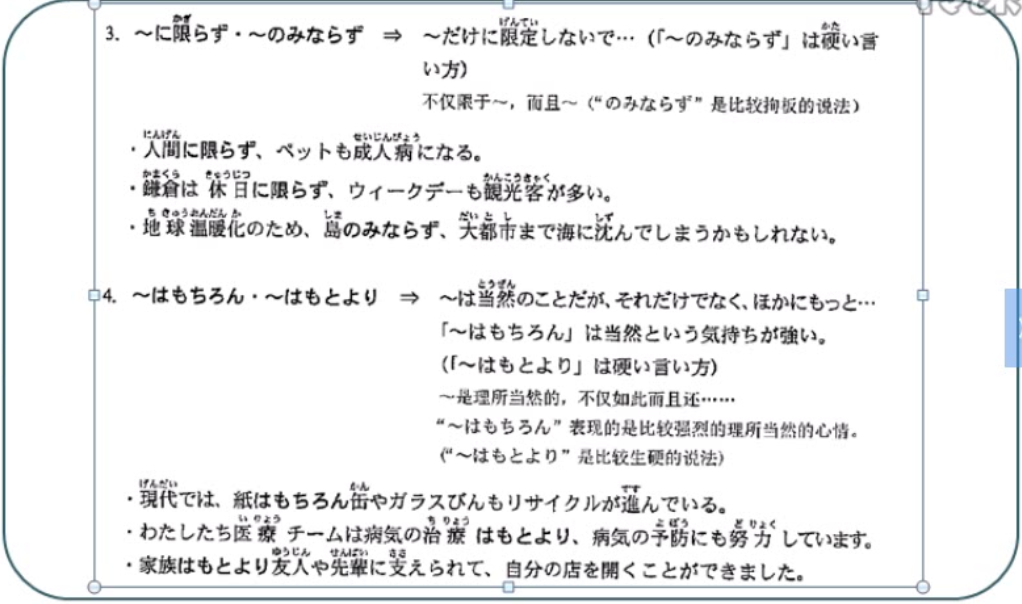 3. ～に限らず・～のみならず ⇒ ～だけに限定しないで…（「～のみならず」は硬い言
い方）
不仅限于～，而且～（“のみならず”是比较拘板的说法）
・人間に限らず、ペットも成人病になる。
・鎌倉は休日に限らず、ウィークデーも観光客が多い。
・地球温暖化のため、島のみならず、大都市まで海に沈んでしまうかもしれない。
4. ～はもちろん・～はもとより ⇒ ～は当然のことだが、それだけでなく、ほかにもっと…
「～はもちろん」は当然という気持ちが強い。
（「～はもとより」は硬い言い方）
～是理所当然的，不仅如此而且还……
“～はもちろん”表现的是比较强烈的理所当然的心情。
（“～はもとより”是比较生硬的说法）
・現代では、紙はもちろん缶やガラスびんもリサイクルが進んでいる。
・わたしたち医療チームは病気の治療はもとより、病気の予防にも努力しています。
・家族はもとより友人や先輩に支えられて、自分の店を開くことができました。